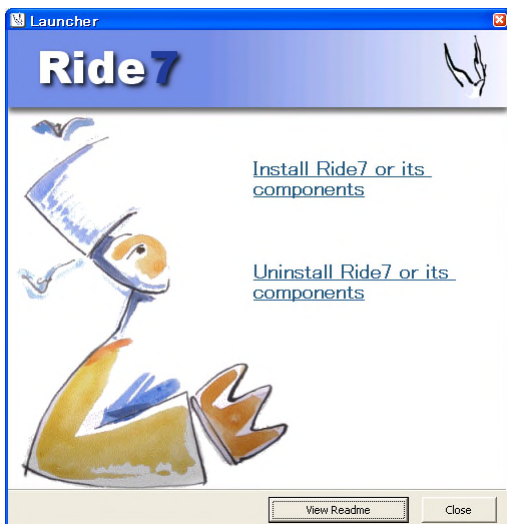 Launcher
Ride7
Install Ride7 or its
components
Uninstall Ride7 or its
components
View Readme
Close